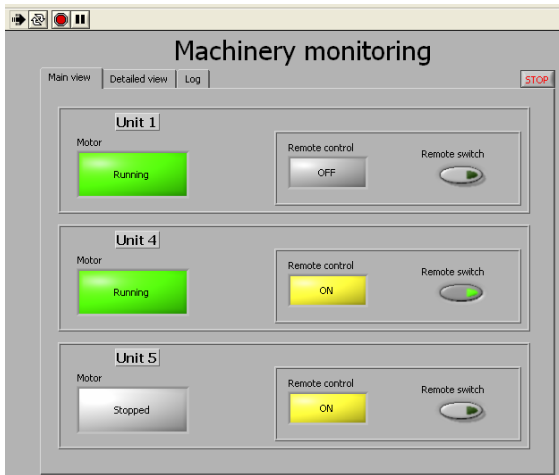 Machinery monitoring
Main view Detailed view Log
STOP
Unit 1
Motor
Running
Remote control
OFF
Remote switch
Unit 4
Motor
Running
Remote control
ON
Remote switch
Unit 5
Motor
Stopped
Remote control
ON
Remote switch